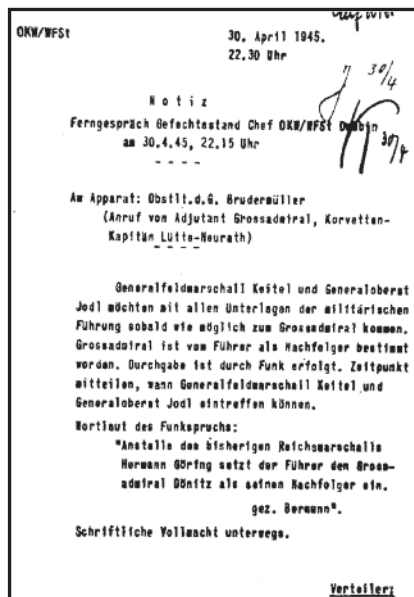 OKW/WFSt
30. April 1945.
22.30 Uhr
30/4
N o t i z
Ferngespräch Gefechtsstand Chef OKW/WFSt
am 30.4.45, 22.15 Uhr
- - - -
Am Apparat: Obstlt.d.G. Brudermüller
(Anruf von Adjutant Grossadmiral, Korvetten-
Kapitän Lütte-Neurath)
- - - -
Generalfeldmarschall Keitel und Generaloberst
Jodl möchten mit allen Unterlagen der militärischen
Führung sobald wie möglich zum Grossadmiral kommen.
Grossadmiral ist vom Führer als Nachfolger bestimmt
worden. Durchgabe ist durch Funk erfolgt. Zeitpunkt
mitteilen, wann Generalfeldmarschall Keitel und
Generaloberst Jodl eintreffen können.
Wortlaut des Funkspruchs:
"Anstelle des bisherigen Reichsmarschalls
Hermann Göring setzt der Führer den Gross-
admiral Dönitz als seinen Nachfolger ein.
gez. Bormann".
Schriftliche Vollmacht unterwegs.
Verteiler: